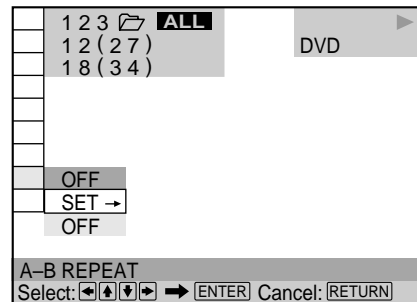 1 2 3 ALL
1 2 ( 2 7 )
1 8 ( 3 4 )
DVD
OFF
SET →
OFF
A–B REPEAT
Select: ←↑↓→ ➡ ENTER Cancel: RETURN